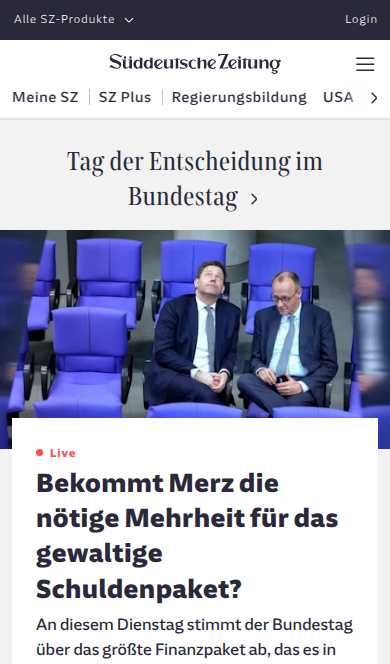 Alle SZ-Produkte
Login
Süddeutsche Zeitung
Meine SZ
SZ Plus
Regierungsbildung
USA
Tag der Entscheidung im
Bundestag
Live
Bekommt Merz die
nötige Mehrheit für das
gewaltige
Schuldenpaket?
An diesem Dienstag stimmt der Bundestag
über das größte Finanzpaket ab, das es in